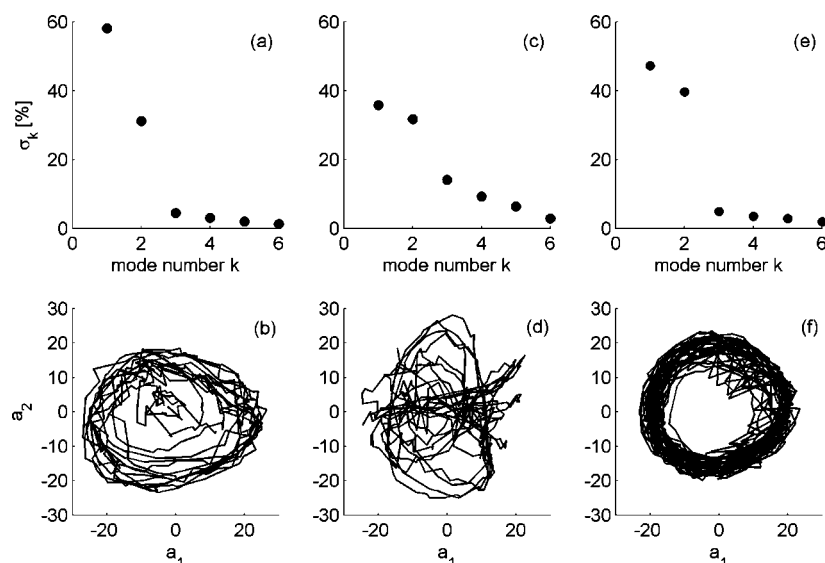 60 (a) 60 (c) 60 (e)
40 40 40
σk [%]
20 20 20
0 0 0
0 2 4 6 0 2 4 6 0 2 4 6
mode number k mode number k mode number k
30 (b) 30 (d) 30 (f)
20 20 20
10 10 10
a2 0 0 0
-10 -10 -10
-20 -20 -20
-30 -30 -30
-20 0 20 -20 0 20 -20 0 20
a1 a1 a1